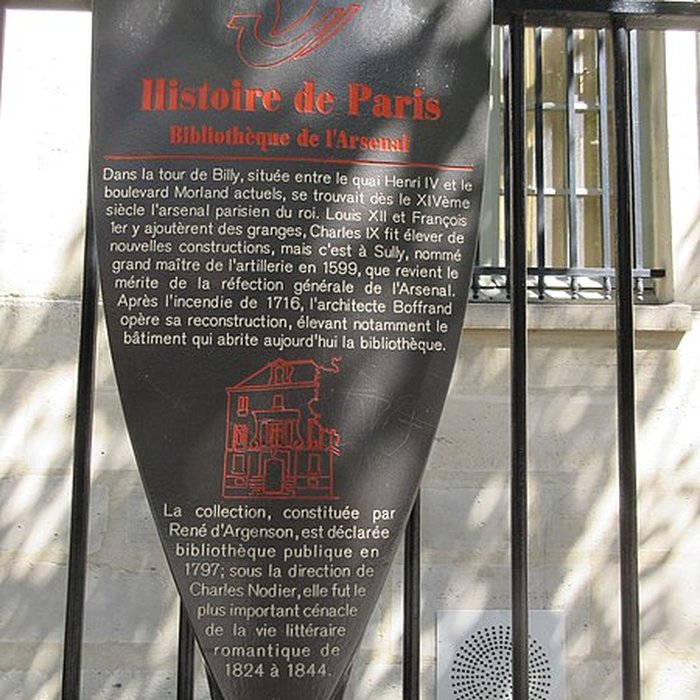 Histoire de Paris
Bibliothèque de l'Arsenal
Dans la tour de Billy, située entre le quai Henri IV et le
boulevard Morland actuels, se trouvait dès le XIVème
siècle l'arsenal parisien du roi. Louis XII et François
Ier y ajoutèrent des granges, Charles IX fit élever de
nouvelles constructions, mais c'est à Sully, nommé
grand maître de l'artillerie en 1599, que revient le
mérite de la réfection générale de l'Arsenal.
Après l'incendie de 1716, l'architecte Boffrand
opère sa reconstruction, élevant notamment le
bâtiment qui abrite aujourd'hui la bibliothèque.
La collection, constituée par
René d'Argenson, est déclarée
bibliothèque publique en
1797; sous la direction de
Charles Nodier, elle fut le
plus important cénacle
de la vie littéraire
romantique de
1824 à 1844.